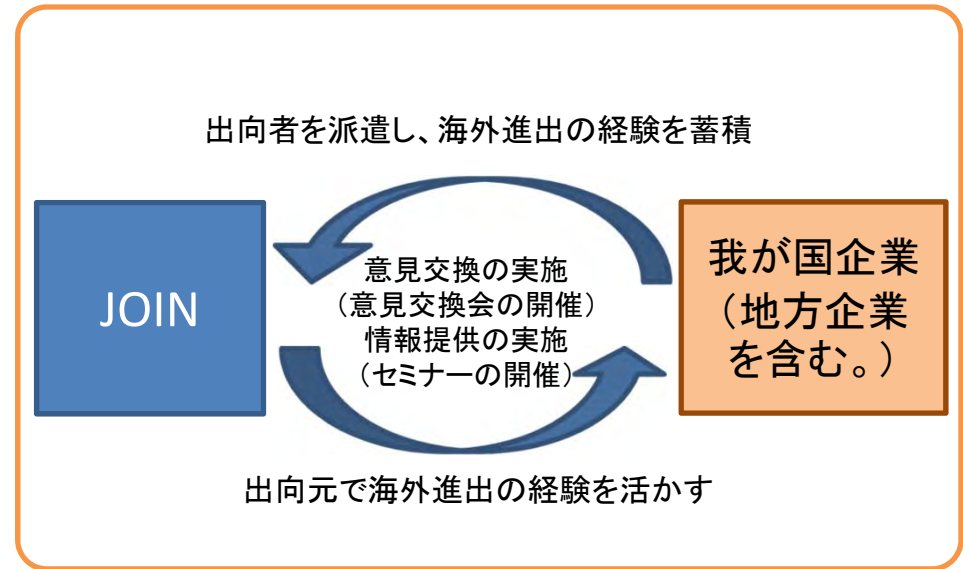 出向者を派遣し、海外進出の経験を蓄積
JOIN
意見交換の実施
（意見交換会の開催）
情報提供の実施
（セミナーの開催）
我が国企業
（地方企業
を含む。）
出向元で海外進出の経験を活かす